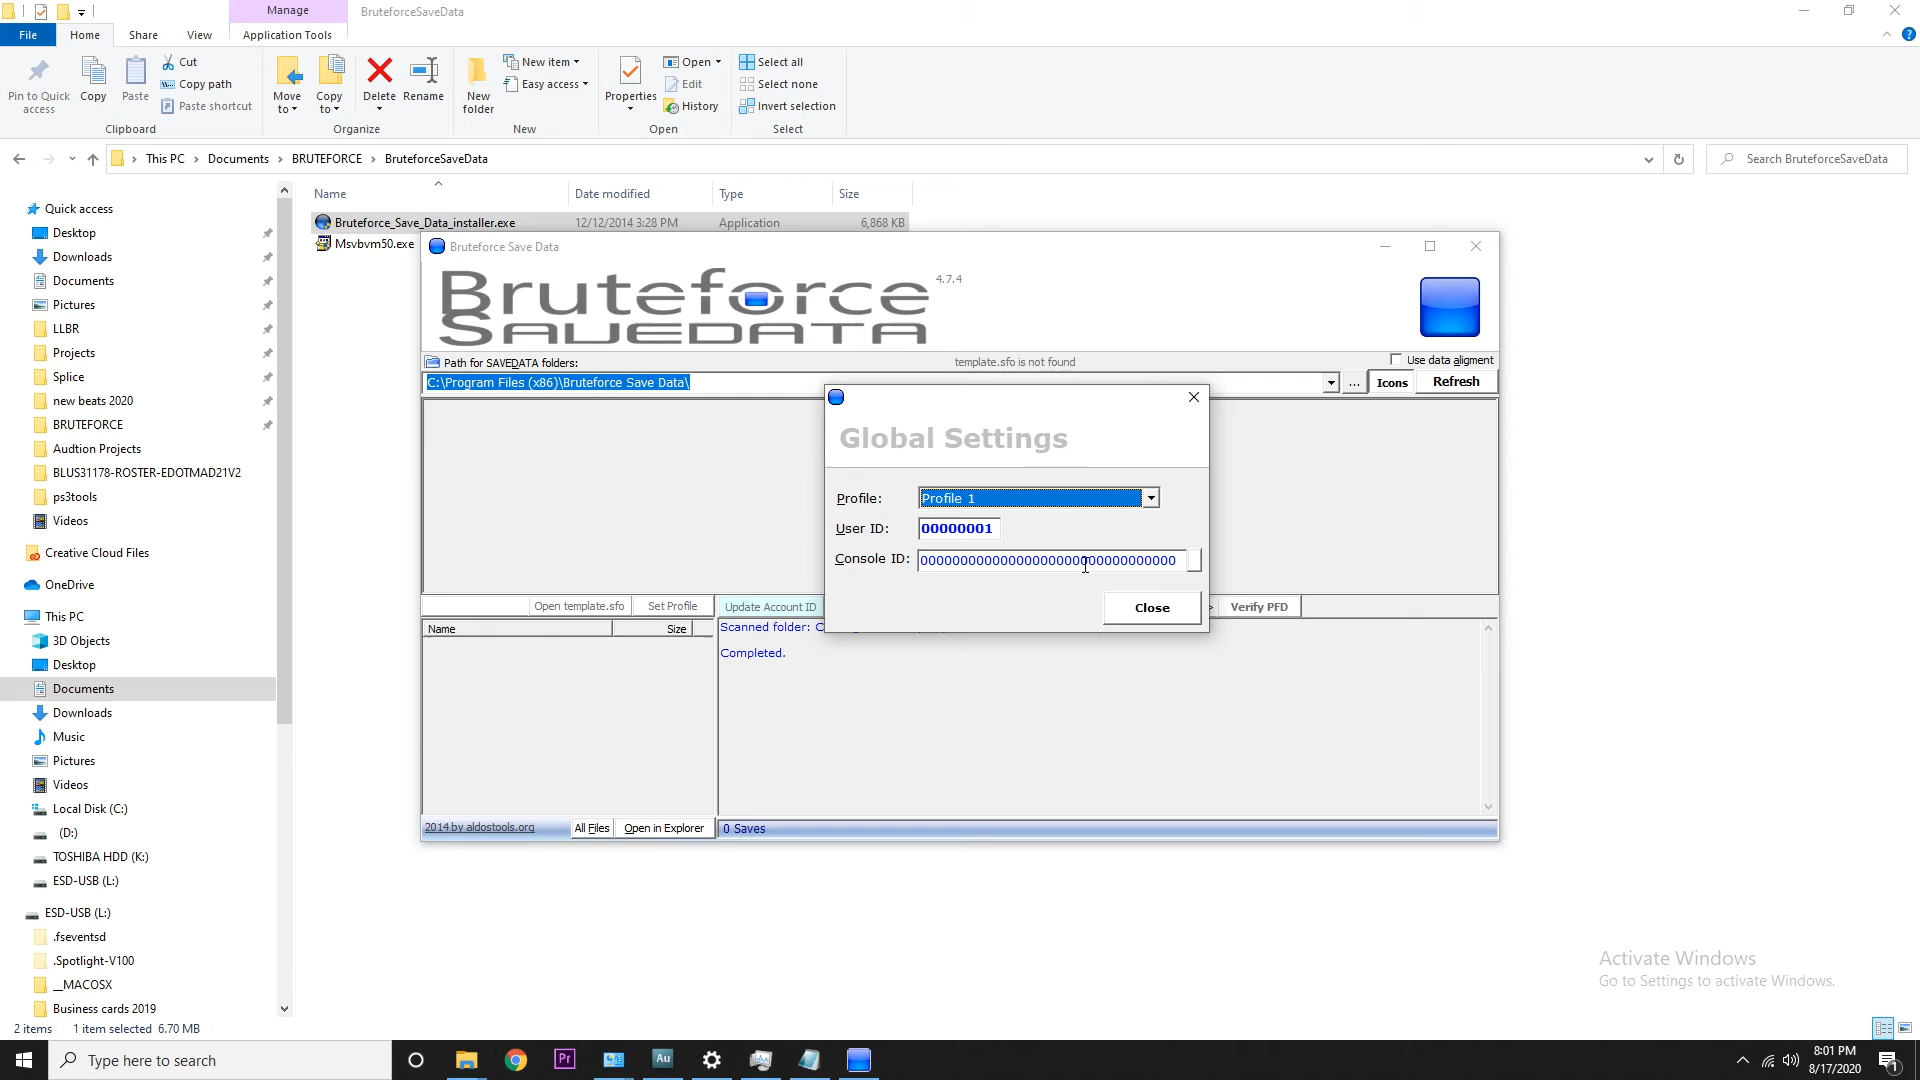 Manage
BruteforceSaveData
File
Home
Share
View
Application Tools
Pin to Quick access
Copy
Paste
Cut
Copy path
Paste shortcut
Clipboard
Move to
Copy to
Delete
Rename
Organize
New folder
New item
Easy access
New
Properties
Open
Edit
History
Open
Select all
Select none
Invert selection
Select
This PC > Documents > BRUTEFORCE > BruteforceSaveData
Search BruteforceSaveData
Name
Date modified
Type
Size
Bruteforce_Save_Data_installer.exe
12/12/2014 3:28 PM
Application
6,868 KB
Msvbvm50.exe
Quick access
Desktop
Downloads
Documents
Pictures
LLBR
Projects
Splice
new beats 2020
BRUTEFORCE
Audtion Projects
BLUS31178-ROSTER-EDOTMAD21V2
ps3tools
Videos
Creative Cloud Files
OneDrive
This PC
3D Objects
Desktop
Documents
Downloads
Music
Pictures
Videos
Local Disk (C:)
(D:)
TOSHIBA HDD (K:)
ESD-USB (L:)
ESD-USB (L:)
.fseventsd
.Spotlight-V100
__MACOSX
Business cards 2019
2 items
1 item selected 6.70 MB
Bruteforce Save Data
Bruteforce
SAVEDATA
4.7.4
Path for SAVEDATA folders:
template.sfo is not found
Use data aligment
C:\Program Files (x86)\Bruteforce Save Data\
...
Icons
Refresh
Global Settings
Profile:
Profile 1
User ID:
00000001
Console ID:
00000000000000000000000000000000
Close
Open template.sfo
Set Profile
Update Account ID
>
Verify PFD
Name
Size
Scanned folder: C
Completed.
2014 by aldostools.org
All Files
Open in Explorer
0 Saves
Activate Windows
Go to Settings to activate Windows.
Type here to search
Pr
Au
8:01 PM
8/17/2020
1